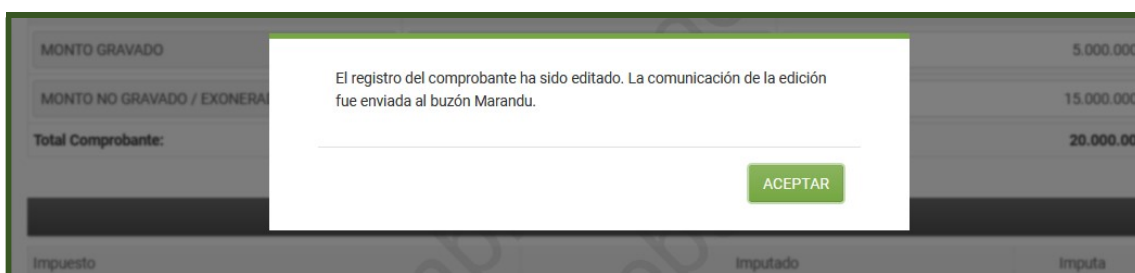 MONTO GRAVADO 5.000.000
El registro del comprobante ha sido editado. La comunicación de la edición
fue enviada al buzón Marandu.
MONTO NO GRAVADO / 15.000.000
Total Comprobante: 20.000.00
ACEPTAR
Impuesto Imputado Imputa